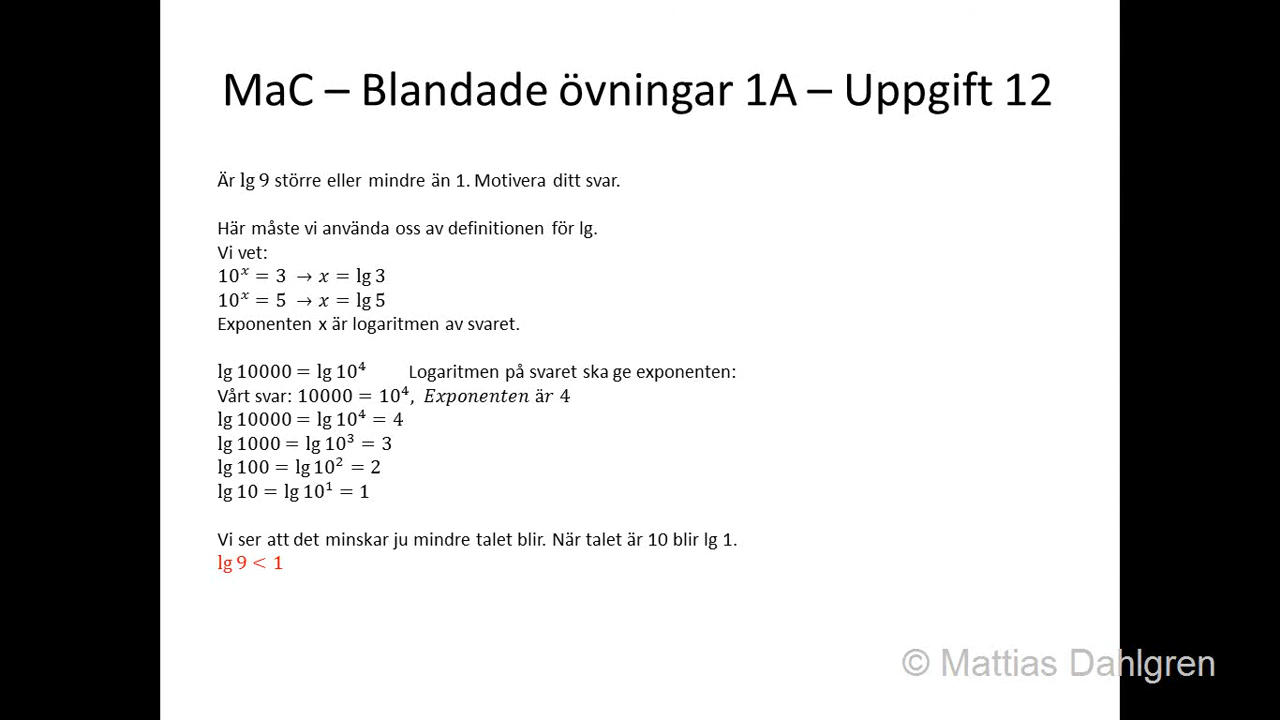 MaC – Blandade övningar 1A – Uppgift 12
Är lg 9 större eller mindre än 1. Motivera ditt svar.
Här måste vi använda oss av definitionen för lg.
Vi vet:
10ˣ = 3 → x = lg 3
10ˣ = 5 → x = lg 5
Exponenten x är logaritmen av svaret.
lg 10000 = lg 10⁴ Logaritmen på svaret ska ge exponenten:
Vårt svar: 10000 = 10⁴, Exponenten är 4
lg 10000 = lg 10⁴ = 4
lg 1000 = lg 10³ = 3
lg 100 = lg 10² = 2
lg 10 = lg 10¹ = 1
Vi ser att det minskar ju mindre talet blir. När talet är 10 blir lg 1.
lg 9 < 1
© Mattias Dahlgren